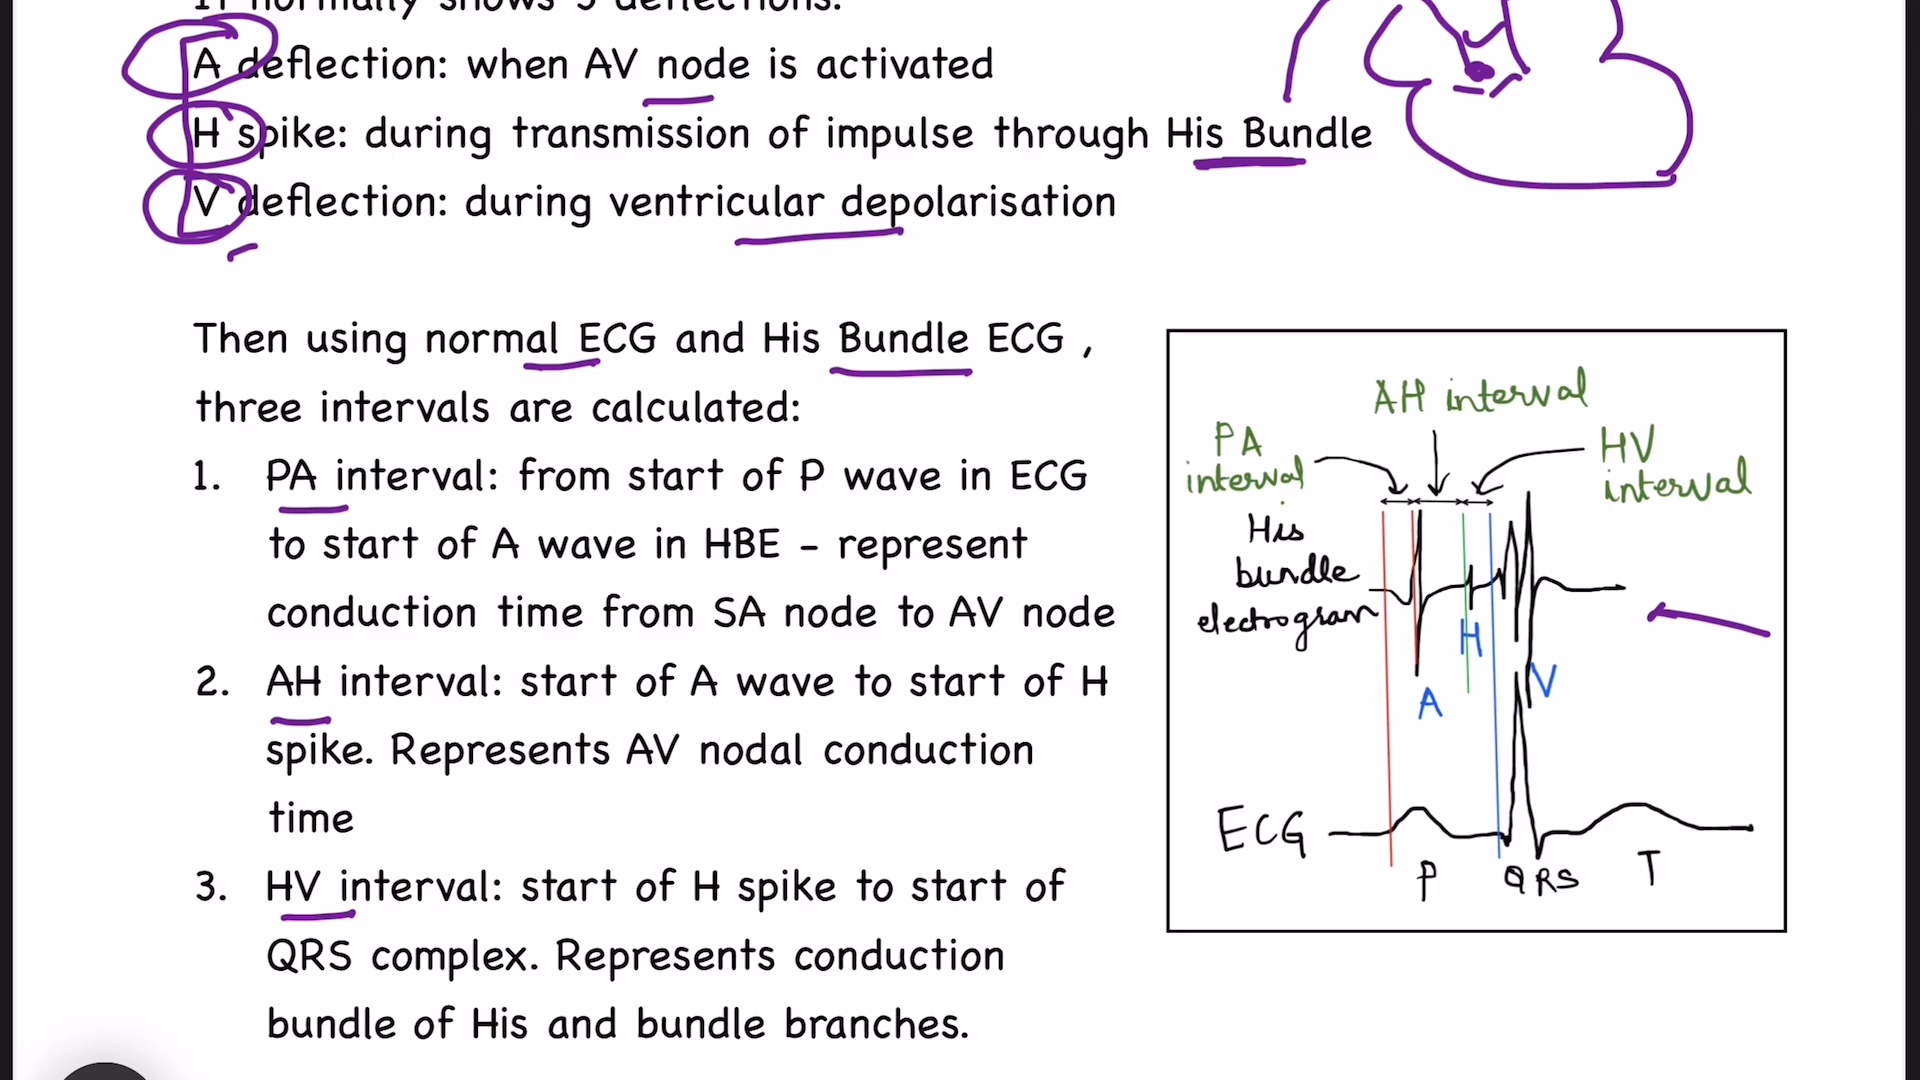 It normally shows 3 deflections:
A deflection: when AV node is activated
H spike: during transmission of impulse through His Bundle
V deflection: during ventricular depolarisation
Then using normal ECG and His Bundle ECG ,
three intervals are calculated:
1. PA interval: from start of P wave in ECG
to start of A wave in HBE - represent
conduction time from SA node to AV node
2. AH interval: start of A wave to start of H
spike. Represents AV nodal conduction
time
3. HV interval: start of H spike to start of
QRS complex. Represents conduction
bundle of His and bundle branches.
AH interval
PA
interval
HV
interval
His
bundle
electrogram
H
A
V
ECG
P
QRS
T